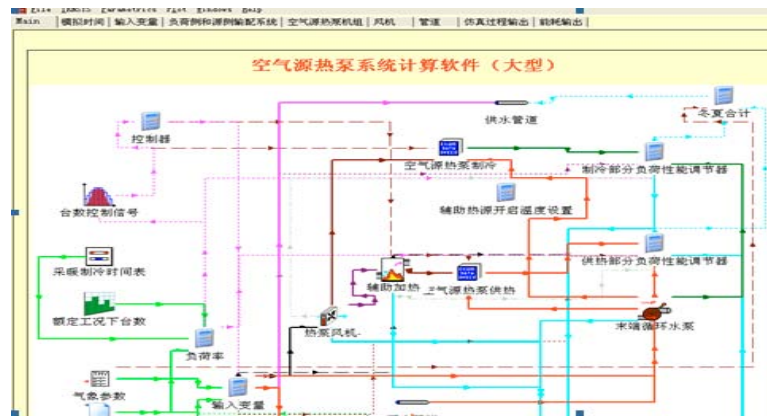 File TRNSYS Parametrics Plot Windows Help
Main 模拟时间 输入变量 负荷侧和源侧输配系统 空气源热泵机组 风机 管道 仿真过程输出 能耗输出
空气源热泵系统计算软件（大型）
冬夏合计
供水管道
控制器
空气源热泵制冷
制冷部分负荷性能调节器
台数控制信号
辅助热源开启温度设置
采暖制冷时间表
供热部分负荷性能调节器
辅助加热
空气源热泵供热
额定工况下台数
热泵风机-
末端循环水泵
负荷率
气象参数
输入变量